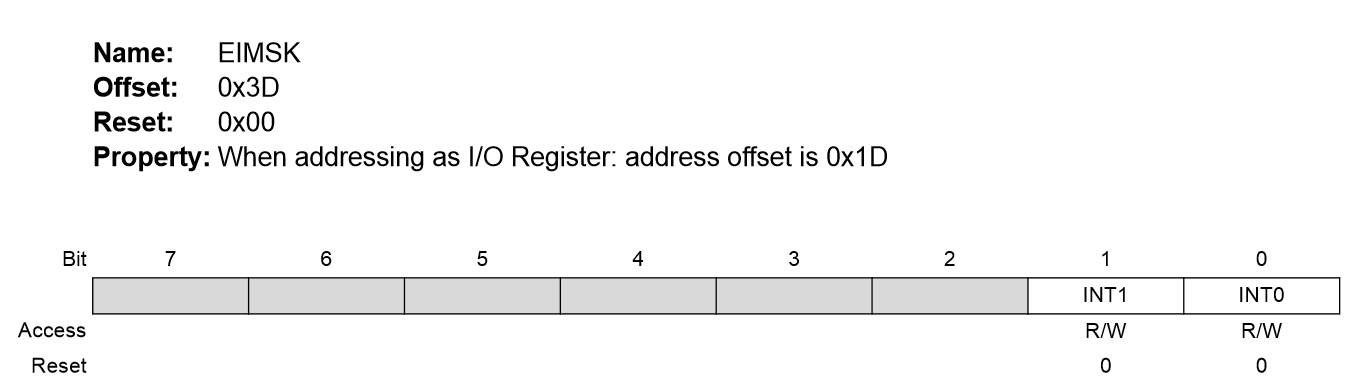 Name: EIMSK
Offset: 0x3D
Reset: 0x00
Property: When addressing as I/O Register: address offset is 0x1D
Bit 7 6 5 4 3 2 1 0
INT1 INT0
Access R/W R/W
Reset 0 0